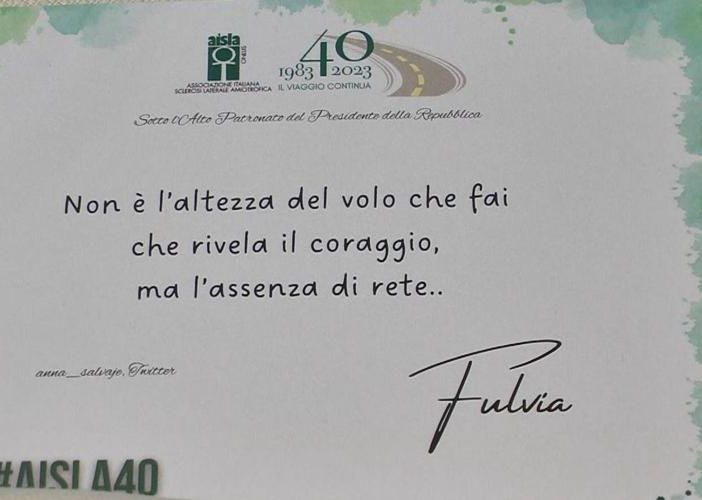 aisla
ONLUS
ASSOCIAZIONE ITALIANA
SCLEROSI LATERALE AMIOTROFICA
40
1983 2023
IL VIAGGIO CONTINUA
Sotto l'Alto Patronato del Presidente della Repubblica
Non è l'altezza del volo che fai
che rivela il coraggio,
ma l'assenza di rete..
anna_salvaje, Twitter
Fulvia
#AISLA40